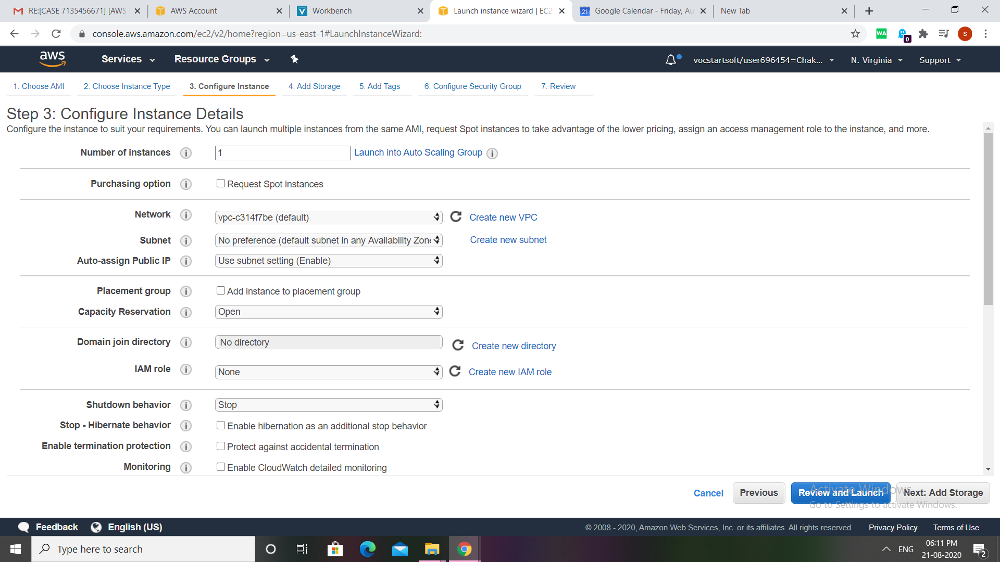 RE:[CASE 7135456671] [AWS
AWS Account
Workbench
Launch instance wizard | EC2
21
Google Calendar - Friday, Au
New Tab
console.aws.amazon.com/ec2/v2/home?region=us-east-1#LaunchInstanceWizard:
WA
0
S
aws
Services
Resource Groups
vocstartsoft/user696454=Chak...
N. Virginia
Support
1. Choose AMI
2. Choose Instance Type
3. Configure Instance
4. Add Storage
5. Add Tags
6. Configure Security Group
7. Review
Step 3: Configure Instance Details
Configure the instance to suit your requirements. You can launch multiple instances from the same AMI, request Spot instances to take advantage of the lower pricing, assign an access management role to the instance, and more.
Number of instances
1
Launch into Auto Scaling Group
Purchasing option
Request Spot instances
Network
vpc-c314f7be (default)
Create new VPC
Subnet
No preference (default subnet in any Availability Zone
Create new subnet
Auto-assign Public IP
Use subnet setting (Enable)
Placement group
Add instance to placement group
Capacity Reservation
Open
Domain join directory
No directory
Create new directory
IAM role
None
Create new IAM role
Shutdown behavior
Stop
Stop - Hibernate behavior
Enable hibernation as an additional stop behavior
Enable termination protection
Protect against accidental termination
Monitoring
Enable CloudWatch detailed monitoring
Cancel
Previous
Review and Launch
Next: Add Storage
Activate Windows
Go to Settings to activate Windows.
Feedback
English (US)
© 2008 - 2020, Amazon Web Services, Inc. or its affiliates. All rights reserved.
Privacy Policy
Terms of Use
Type here to search
ENG
06:11 PM
21-08-2020
2